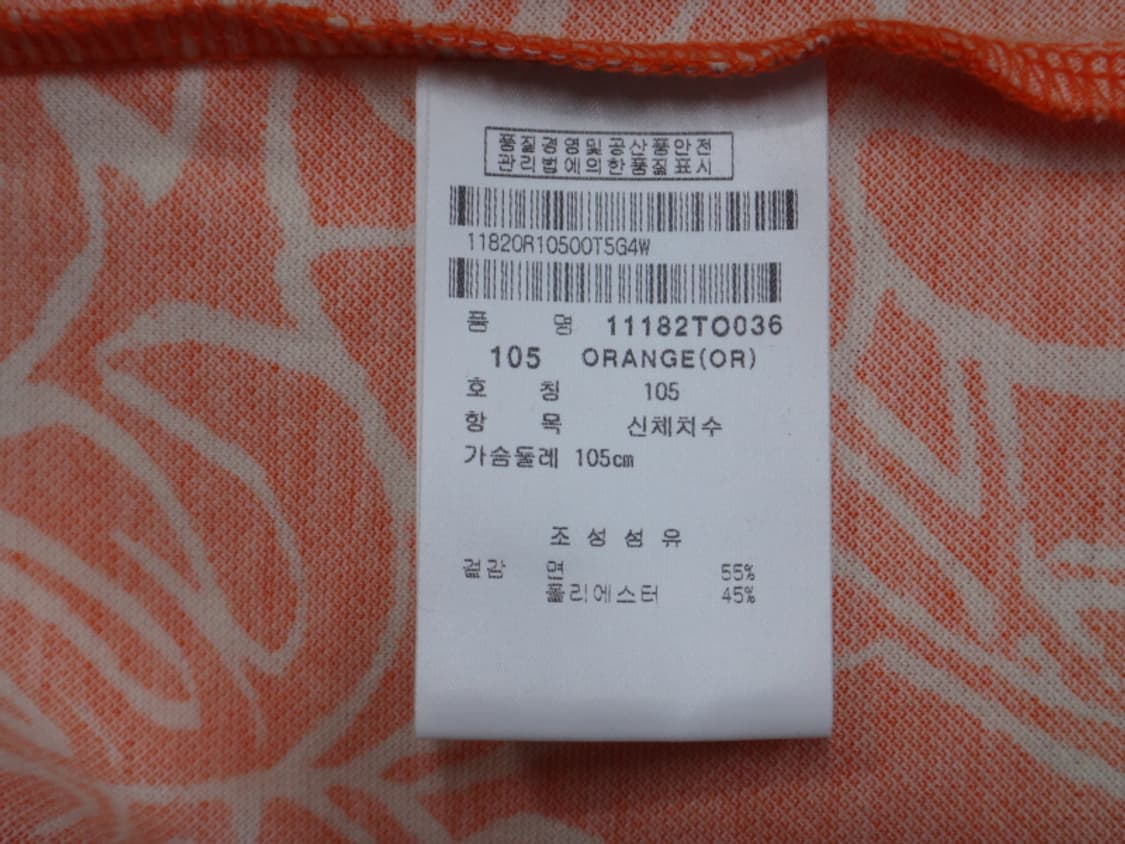 품질경영및공산품안전
관리법에의한품질표시
1182OR10500T5G4W
품 명 11182TO036
105 ORANGE(OR)
호 칭 105
항 목 신체치수
가슴둘레 105cm
조성섬유
겉감 면 55%
폴리에스터 45%